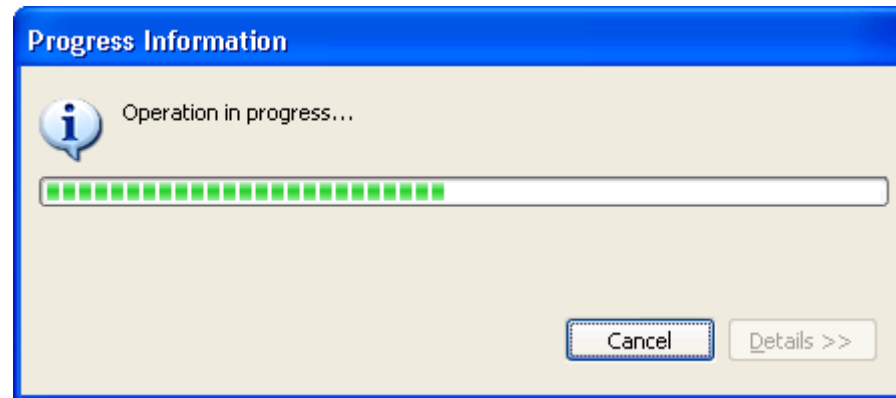 Progress Information
Operation in progress...
Cancel
Details >>